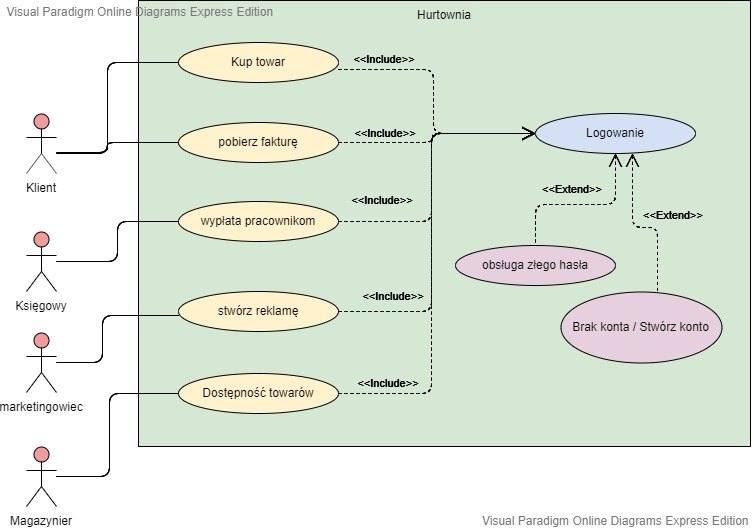 Visual Paradigm Online Diagrams Express Edition
Hurtownia
Kup towar
<<Include>>
Logowanie
pobierz fakturę
<<Include>>
Klient
<<Extend>>
wypłata pracownikom
<<Include>>
<<Extend>>
obsługa złego hasła
Księgowy
stwórz reklamę
<<Include>>
Brak konta / Stwórz konto
marketingowiec
Dostępność towarów
<<Include>>
Magazynier
Visual Paradigm Online Diagrams Express Edition